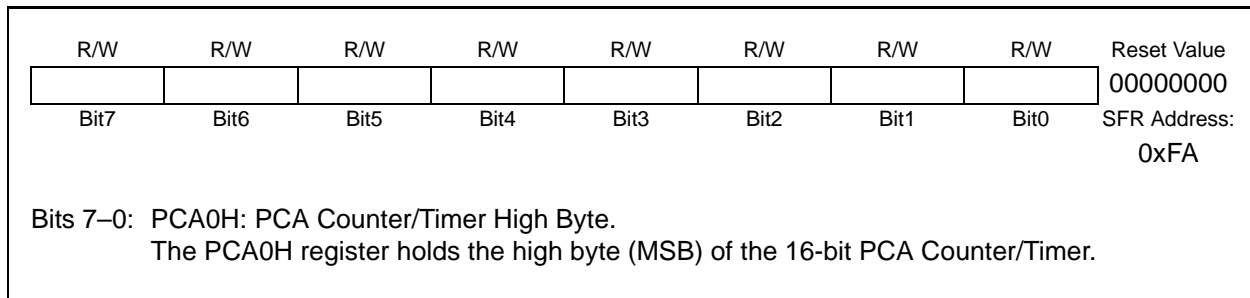 R/W R/W R/W R/W R/W R/W R/W R/W Reset Value
00000000
Bit7 Bit6 Bit5 Bit4 Bit3 Bit2 Bit1 Bit0 SFR Address:
0xFA
Bits 7–0: PCA0H: PCA Counter/Timer High Byte.
The PCA0H register holds the high byte (MSB) of the 16-bit PCA Counter/Timer.